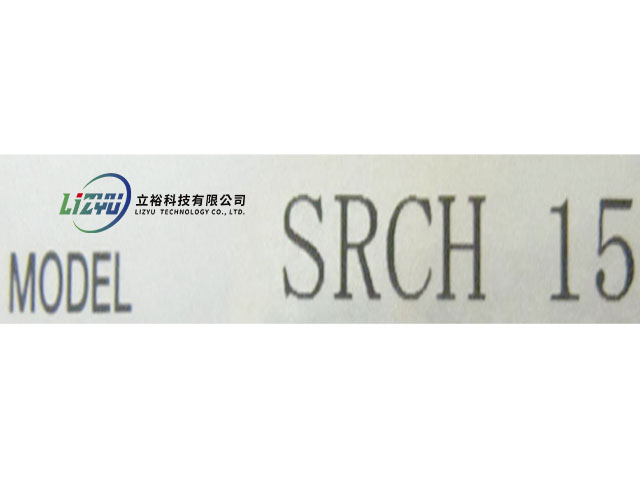 LIZYU
立裕科技有限公司
LIZYU TECHNOLOGY CO., LTD.
MODEL
SRCH 15